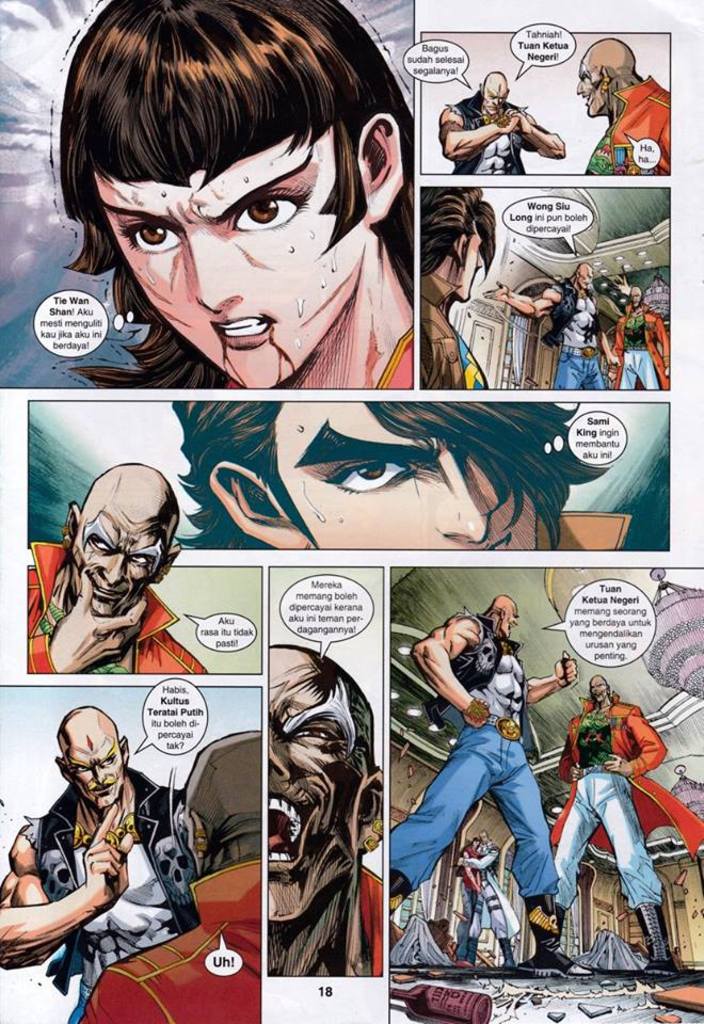 Tie Wan
Shan! Aku
mesti menguliti
kau jika aku ini
berdaya!
Bagus
sudah selesai
segalanya!
Tahniah!
Tuan Ketua
Negeri!
Ha,
ha...
Wong Siu
Long ini pun boleh
dipercayai!
Sami
King ingin
membantu
aku ini!
Aku
rasa itu tidak
pasti!
Habis,
Kultus
Teratai Putih
itu boleh di-
percayai
tak?
Uh!
Mereka
memang boleh
dipercayai kerana
aku ini teman per-
dagangannya!
Tuan
Ketua Negeri
memang seorang
yang berdaya untuk
mengendalikan
urusan yang
penting.
18